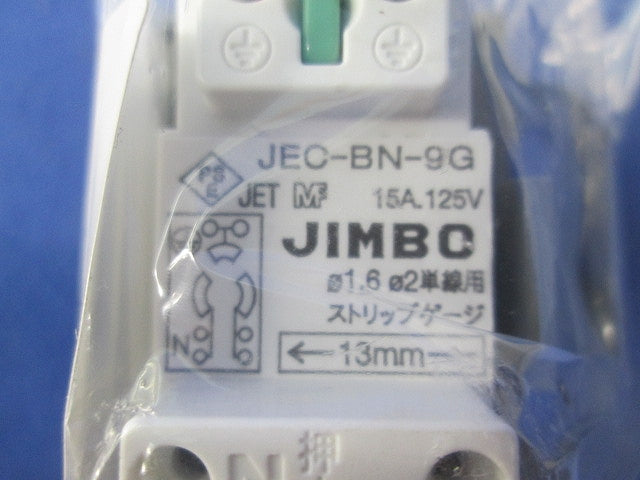 JEC-BN-9G
PS
E
JET
15A.125V
JIMBO
ø1.6 ø2単線用
ストリップゲージ
N
←13mm
N 押